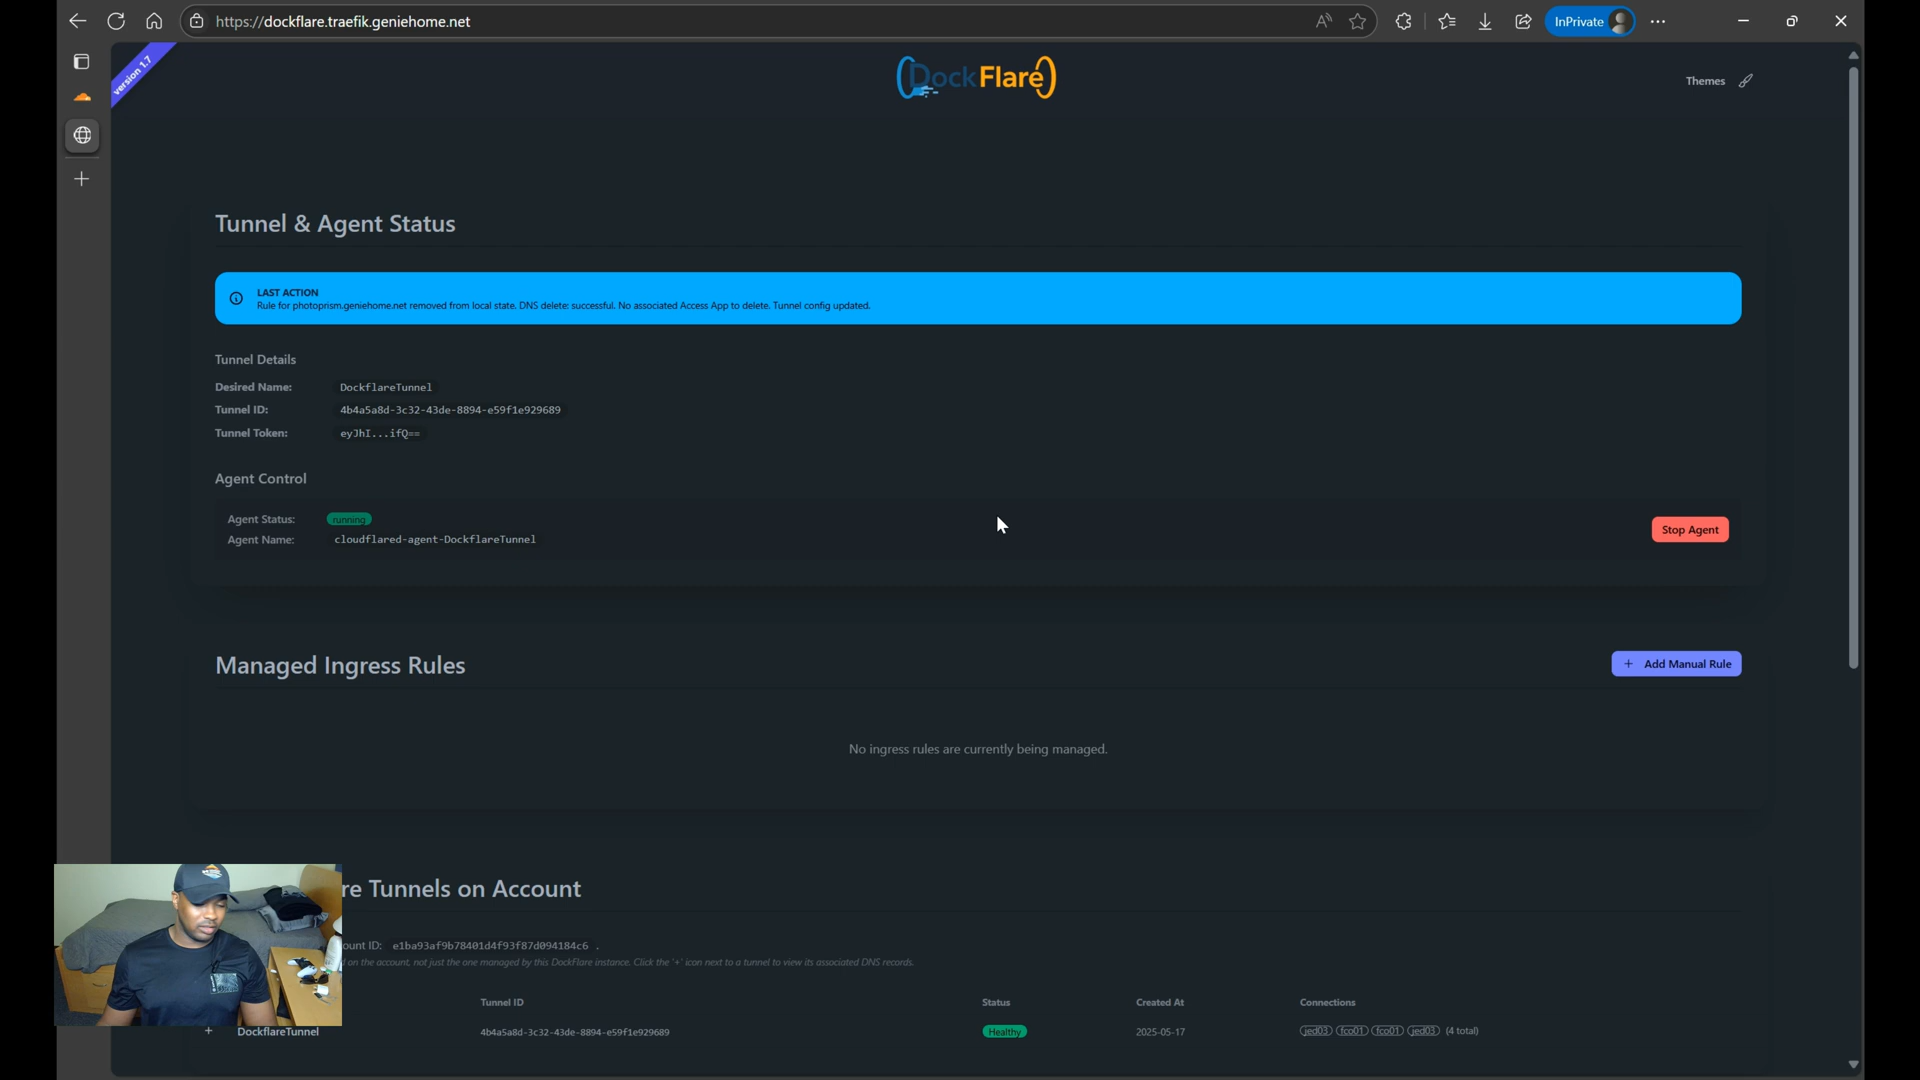 https://dockflare.traefik.geniehome.net
InPrivate
version 1.7
DockFlare
Themes
Tunnel & Agent Status
LAST ACTION
Rule for photoprism.geniehome.net removed from local state. DNS delete: successful. No associated Access App to delete. Tunnel config updated.
Tunnel Details
Desired Name: DockflareTunnel
Tunnel ID: 4b4a5a8d-3c32-43de-8894-e59f1e929689
Tunnel Token: eyJhI...ifQ==
Agent Control
Agent Status: running
Agent Name: cloudflared-agent-DockflareTunnel
Stop Agent
Managed Ingress Rules
+ Add Manual Rule
No ingress rules are currently being managed.
re Tunnels on Account
ount ID: e1ba93af9b78401d4f93f87d094184c6 .
on the account, not just the one managed by this DockFlare instance. Click the '+' icon next to a tunnel to view its associated DNS records.
Tunnel ID Status Created At Connections
+ DockflareTunnel 4b4a5a8d-3c32-43de-8894-e59f1e929689 Healthy 2025-05-17 jed03 fco01 fco01 jed03 (4 total)